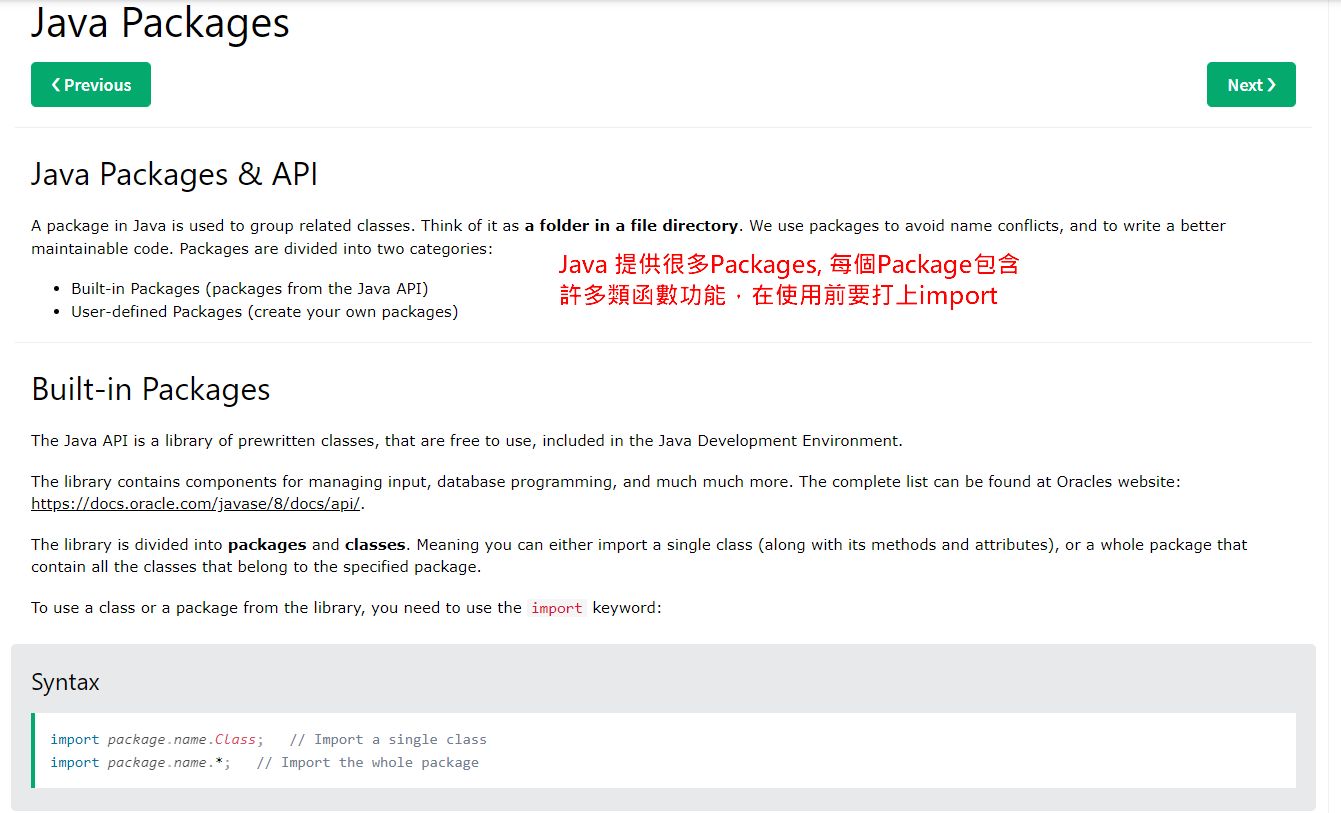 Java Packages
❮ Previous
Next ❯
Java Packages & API
A package in Java is used to group related classes. Think of it as a folder in a file directory. We use packages to avoid name conflicts, and to write a better
maintainable code. Packages are divided into two categories:
Java 提供很多Packages, 每個Package包含
許多類函數功能，在使用前要打上import
• Built-in Packages (packages from the Java API)
• User-defined Packages (create your own packages)
Built-in Packages
The Java API is a library of prewritten classes, that are free to use, included in the Java Development Environment.
The library contains components for managing input, database programming, and much much more. The complete list can be found at Oracles website:
https://docs.oracle.com/javase/8/docs/api/.
The library is divided into packages and classes. Meaning you can either import a single class (along with its methods and attributes), or a whole package that
contain all the classes that belong to the specified package.
To use a class or a package from the library, you need to use the import keyword:
Syntax
import package.name.Class;   // Import a single class
import package.name.*;   // Import the whole package